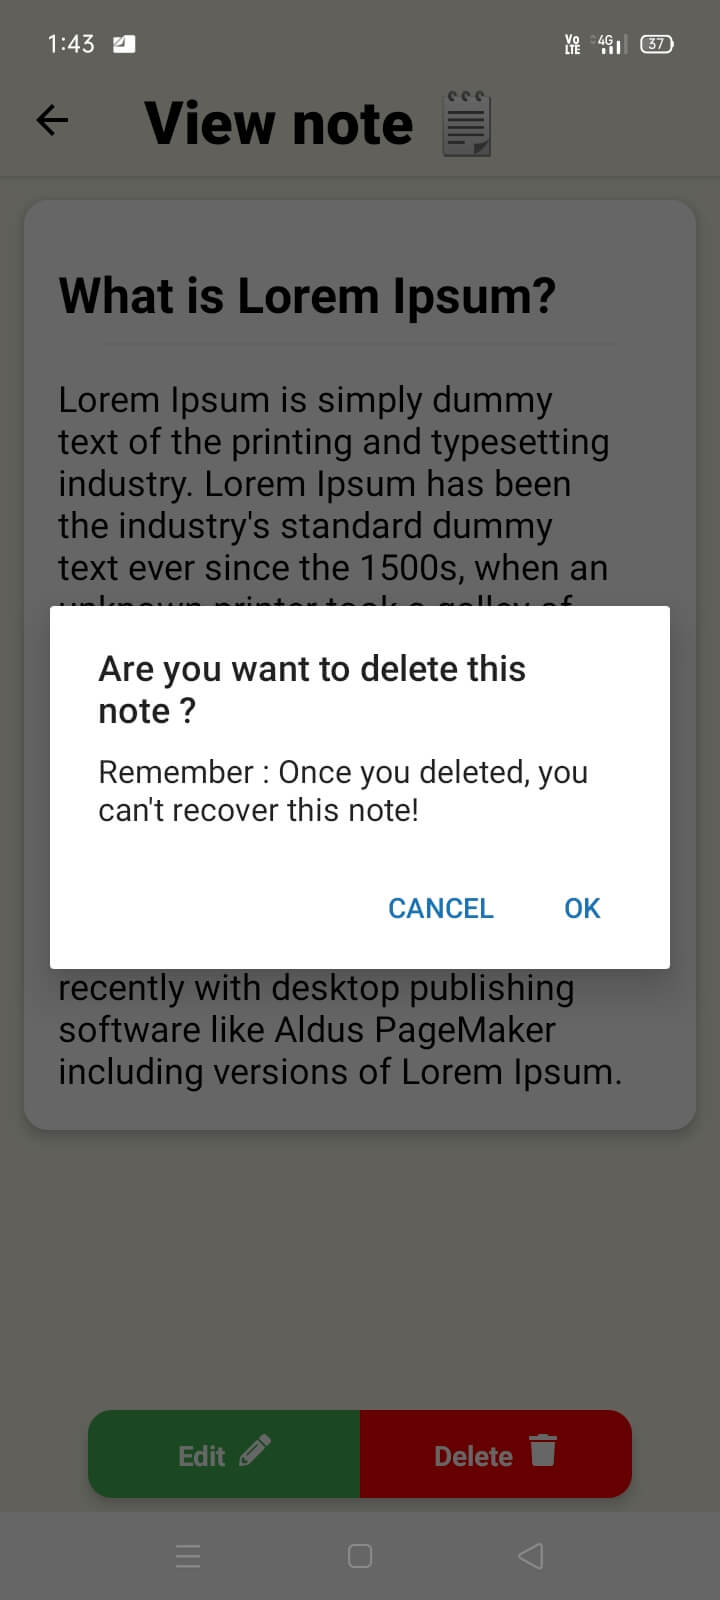 1:43
Vo LTE 4G 37
View note
What is Lorem Ipsum?
Lorem Ipsum is simply dummy
text of the printing and typesetting
industry. Lorem Ipsum has been
the industry's standard dummy
text ever since the 1500s, when an
Are you want to delete this
note ?
Remember : Once you deleted, you
can't recover this note!
CANCEL OK
recently with desktop publishing
software like Aldus PageMaker
including versions of Lorem Ipsum.
Edit Delete